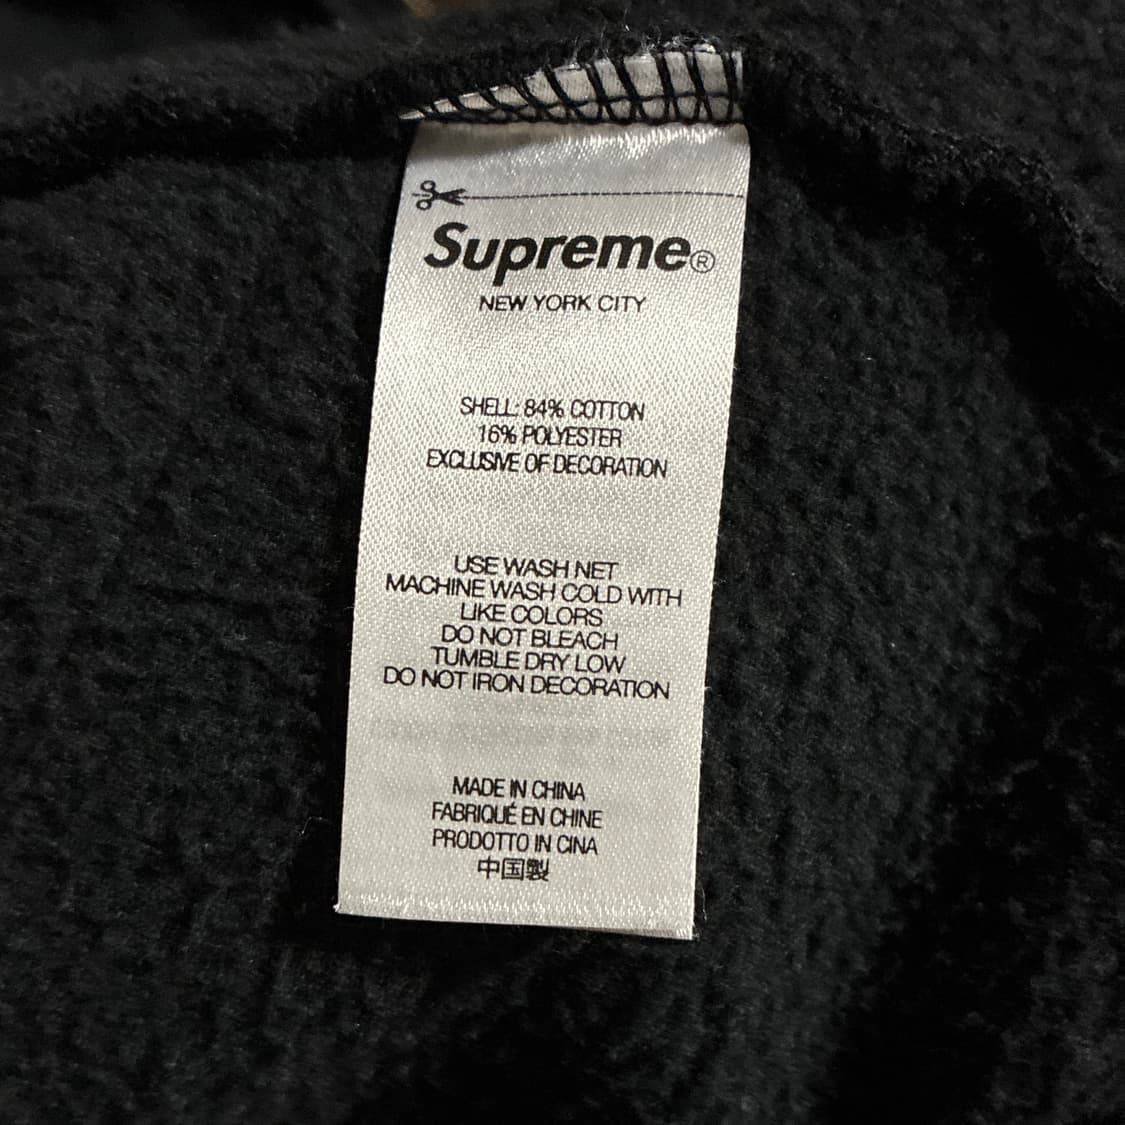 Supreme®
NEW YORK CITY
SHELL: 84% COTTON
16% POLYESTER
EXCLUSIVE OF DECORATION
USE WASH NET
MACHINE WASH COLD WITH
LIKE COLORS
DO NOT BLEACH
TUMBLE DRY LOW
DO NOT IRON DECORATION
MADE IN CHINA
FABRIQUÉ EN CHINE
PRODOTTO IN CINA
中国製